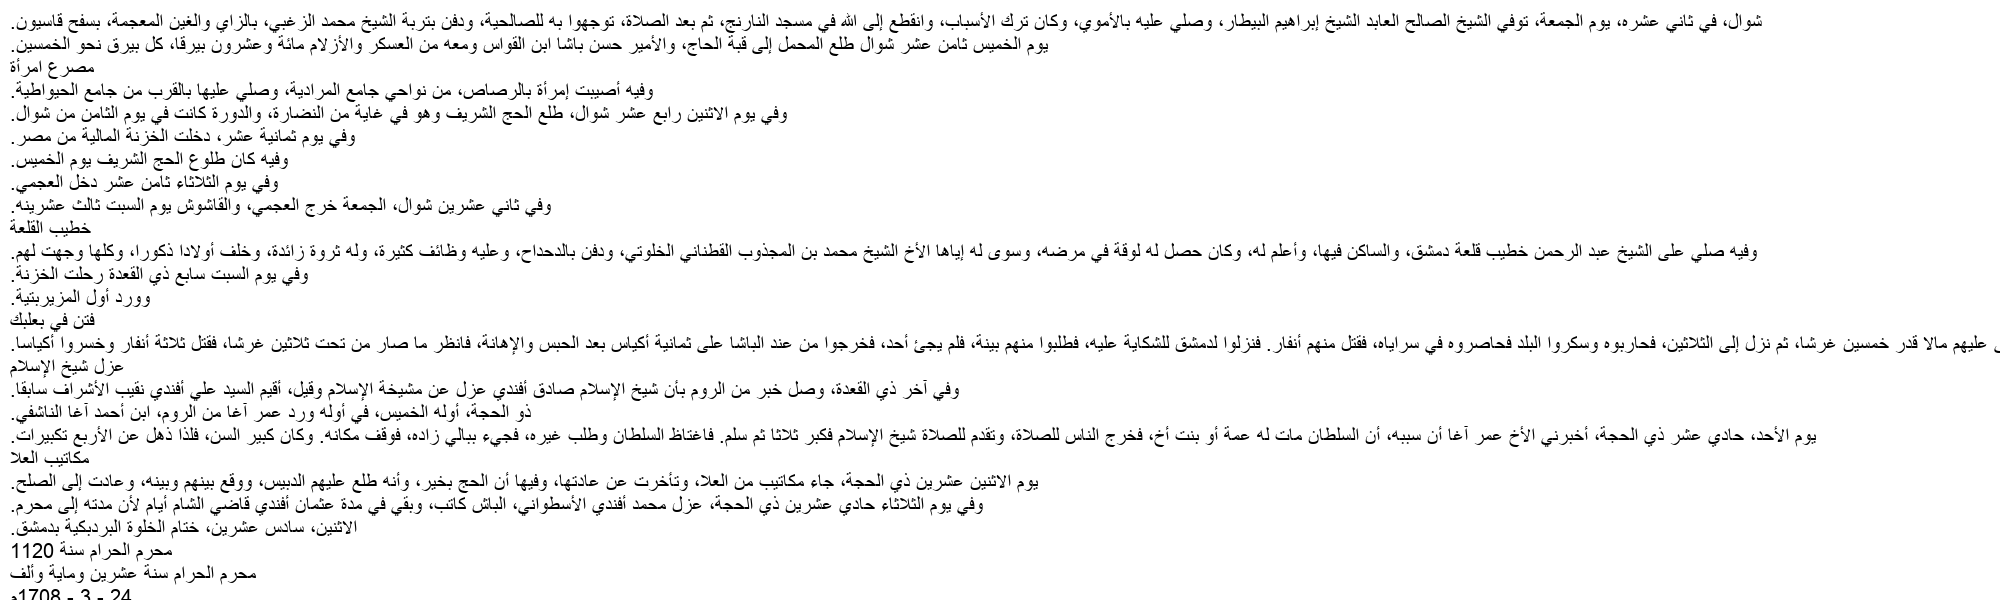 شوال، في ثاني عشره، يوم الجمعة، توفي الشيخ الصالح العابد الشيخ إبراهيم البيطار، وصلي عليه بالأموي، وكان ترك الأسباب، وانقطع إلى الله في مسجد النارنج، ثم بعد الصلاة، توجهوا به للصالحية، ودفن بتربة الشيخ محمد الزغبي، بالزاي والغين المعجمة، بسفح قاسيون.
يوم الخميس ثامن عشر شوال طلع المحمل إلى قبة الحاج، والأمير حسن باشا ابن القواس ومعه من العسكر والأزلام مائة وعشرون بيرقا، كل بيرق نحو الخمسين.
مصرع امرأة
وفيه أصيبت إمرأة بالرصاص، من نواحي جامع المرادية، وصلي عليها بالقرب من جامع الحيواطية.
وفي يوم الاثنين رابع عشر شوال، طلع الحج الشريف وهو في غاية من النضارة، والدورة كانت في يوم الثامن من شوال.
وفي يوم ثمانية عشر، دخلت الخزنة المالية من مصر.
وفيه كان طلوع الحج الشريف يوم الخميس.
وفي يوم الثلاثاء ثامن عشر دخل العجمي.
وفي ثاني عشرين شوال، الجمعة خرج العجمي، والقاشوش يوم السبت ثالث عشرينه.
خطيب القلعة
وفيه صلي على الشيخ عبد الرحمن خطيب قلعة دمشق، والساكن فيها، وأعلم له، وكان حصل له لوقة في مرضه، وسوى له إياها الأخ الشيخ محمد بن المجذوب القطناني الخلوتي، ودفن بالدحداح، وعليه وظائف كثيرة، وله ثروة زائدة، وخلف أولادا ذكورا، وكلها وجهت لهم.
وفي يوم السبت سابع ذي القعدة رحلت الخزنة.
وورد أول المزيربتية.
فتن في بعلبك
عليهم مالا قدر خمسين غرشا، ثم نزل إلى الثلاثين، فحاربوه وسكروا البلد فحاصروه في سراياه، فقتل منهم أنفار. فنزلوا لدمشق للشكاية عليه، فطلبوا منهم بينة، فلم يجئ أحد، فخرجوا من عند الباشا على ثمانية أكياس بعد الحبس والإهانة، فانظر ما صار من تحت ثلاثين غرشا، فقتل ثلاثة أنفار وخسروا أكياسا.
عزل شيخ الإسلام
وفي آخر ذي القعدة، وصل خبر من الروم بأن شيخ الإسلام صادق أفندي عزل عن مشيخة الإسلام وقيل، أقيم السيد علي أفندي نقيب الأشراف سابقا.
ذو الحجة، أوله الخميس، في أوله ورد عمر آغا من الروم، ابن أحمد آغا الناشفي.
يوم الأحد، حادي عشر ذي الحجة، أخبرني الأخ عمر آغا أن سببه، أن السلطان مات له عمة أو بنت أخ، فخرج الناس للصلاة، وتقدم للصلاة شيخ الإسلام فكبر ثلاثا ثم سلم. فاغتاظ السلطان وطلب غيره، فجيء ببالي زاده، فوقف مكانه. وكان كبير السن، فلذا ذهل عن الأربع تكبيرات.
مكاتيب العلا
يوم الاثنين عشرين ذي الحجة، جاء مكاتيب من العلا، وتأخرت عن عادتها، وفيها أن الحج بخير، وأنه طلع عليهم الدبيس، ووقع بينهم وبينه، وعادت إلى الصلح.
وفي يوم الثلاثاء حادي عشرين ذي الحجة، عزل محمد أفندي الأسطواني، الباش كاتب، وبقي في مدة عثمان أفندي قاضي الشام أيام لأن مدته إلى محرم.
الاثنين، سادس عشرين، ختام الخلوة البردبكية بدمشق.
محرم الحرام سنة 1120
محرم الحرام سنة عشرين وماية وألف
24 - 3 - 1708م